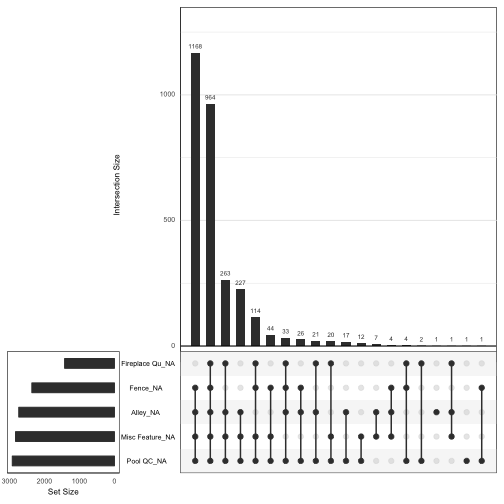 1168
964
263
227
114
44
33
26
21
20
17
12
7
4
4
2
1
1
1
1000
500
0
Intersection Size
Fireplace Qu_NA
Fence_NA
Alley_NA
Misc Feature_NA
Pool QC_NA
3000 2000 1000 0
Set Size